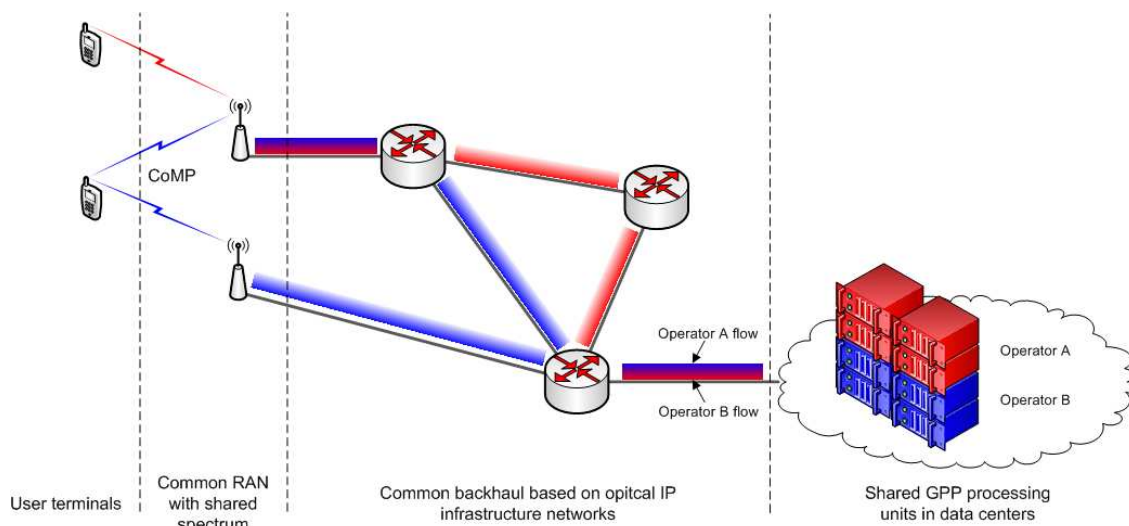 CoMP
Operator A flow
Operator B flow
Operator A
Operator B
User terminals
Common RAN
with shared
spectrum
Common backhaul based on opitcal IP
infrastructure networks
Shared GPP processing
units in data centers